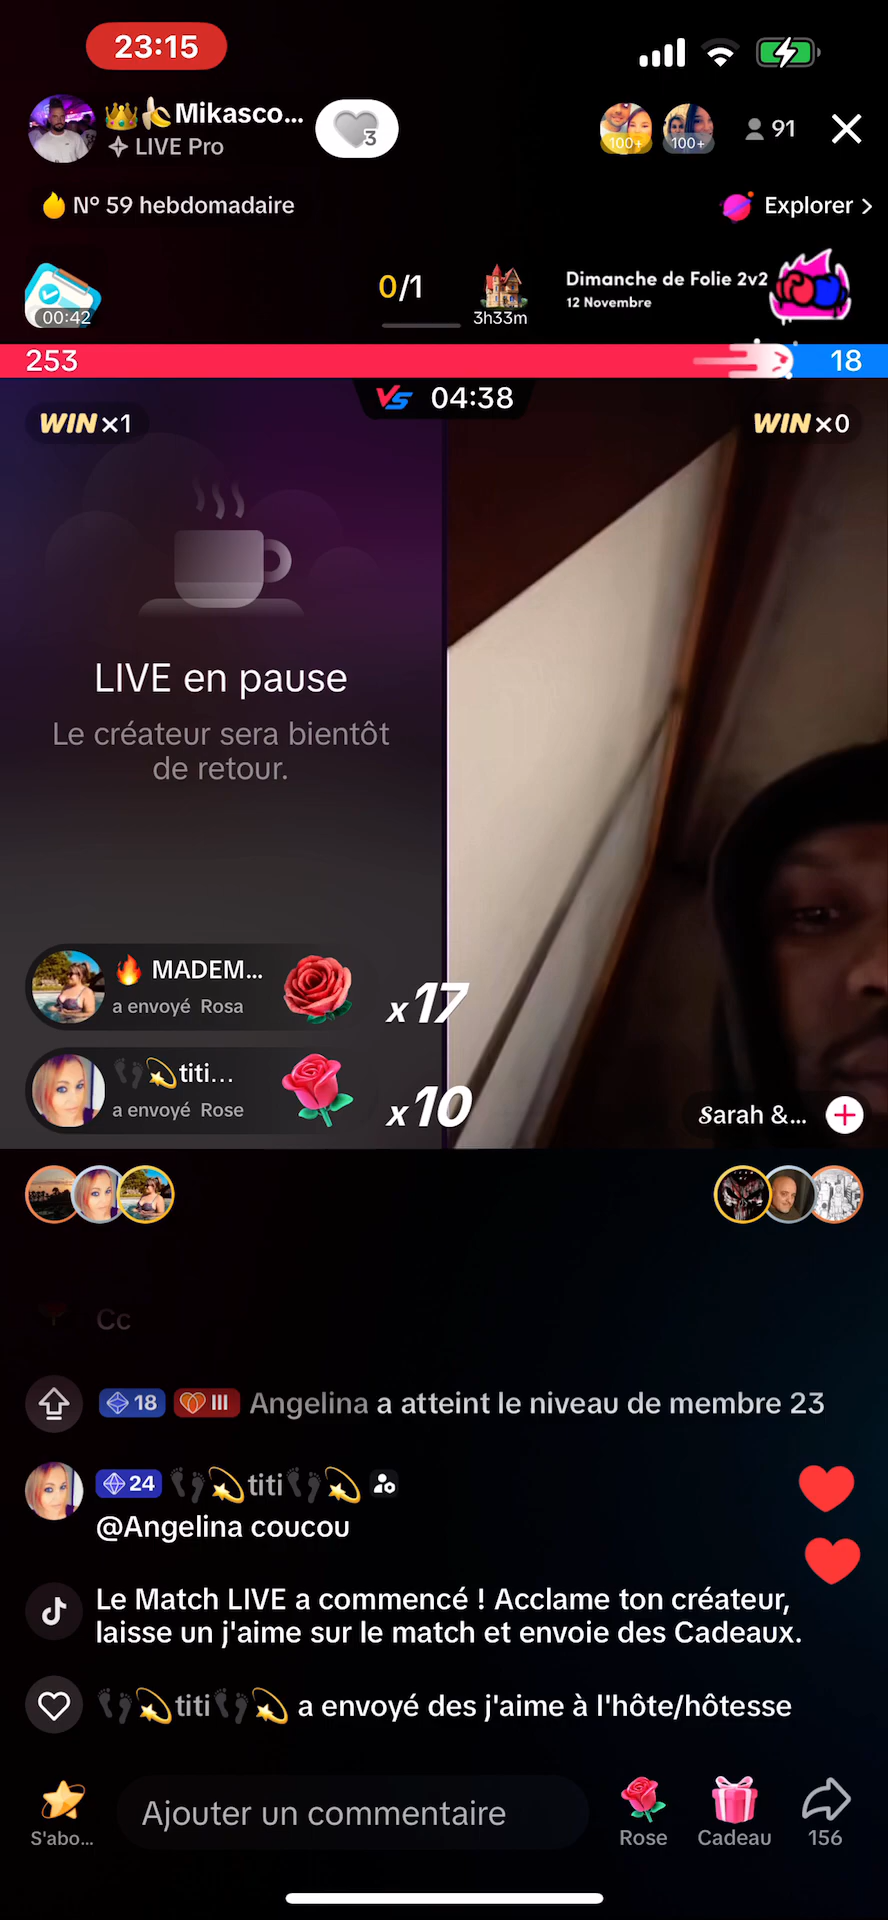 23:15
Mikasco...
LIVE Pro
3
100+
100+
91
N° 59 hebdomadaire
Explorer >
00:42
0/1
3h33m
Dimanche de Folie 2v2
12 Novembre
253
18
VS 04:38
WIN x1
WIN x0
LIVE en pause
Le créateur sera bientôt
de retour.
MADEM...
a envoyé Rosa
x17
titi...
a envoyé Rose
x10
Sarah &...
Cc
18 III Angelina a atteint le niveau de membre 23
24 titi
@Angelina coucou
Le Match LIVE a commencé ! Acclame ton créateur,
laisse un j'aime sur le match et envoie des Cadeaux.
titi a envoyé des j'aime à l'hôte/hôtesse
S'abo...
Ajouter un commentaire
Rose
Cadeau
156